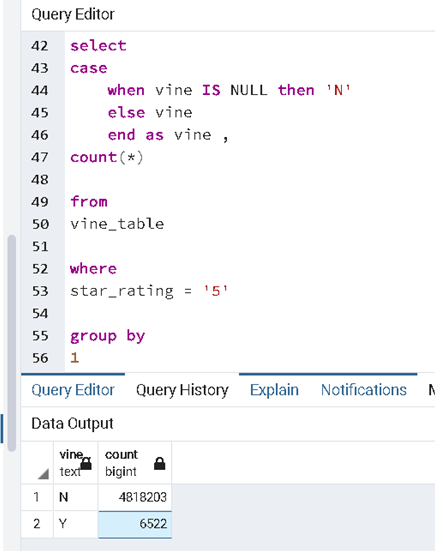 Query Editor
42 select
43 case
44 when vine IS NULL then 'N'
45 else vine
46 end as vine ,
47 count(*)
48
49 from
50 vine_table
51
52 where
53 star_rating = '5'
54
55 group by
56 1
Query Editor Query History Explain Notifications
Data Output
vine count
text bigint
1 N 4818203
2 Y 6522